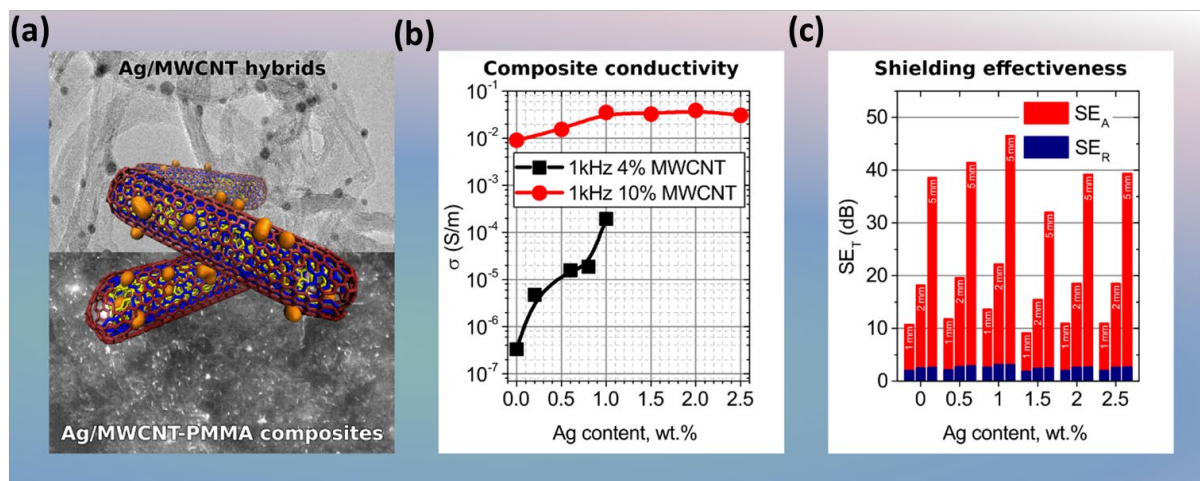 (a)
Ag/MWCNT hybrids
Ag/MWCNT-PMMA composites
(b)
Composite conductivity
σ (S/m)
10⁻¹
10⁻²
10⁻³
10⁻⁴
10⁻⁵
10⁻⁶
10⁻⁷
1kHz 4% MWCNT
1kHz 10% MWCNT
0.0 0.5 1.0 1.5 2.0 2.5
Ag content, wt.%
(c)
Shielding effectiveness
SE_T (dB)
50
40
30
20
10
0
SE_A
SE_R
1 mm 2 mm 5 mm 1 mm 2 mm 5 mm 1 mm 2 mm 5 mm 1 mm 2 mm 5 mm 1 mm 2 mm 5 mm 1 mm 2 mm 5 mm
0 0.5 1 1.5 2 2.5
Ag content, wt.%